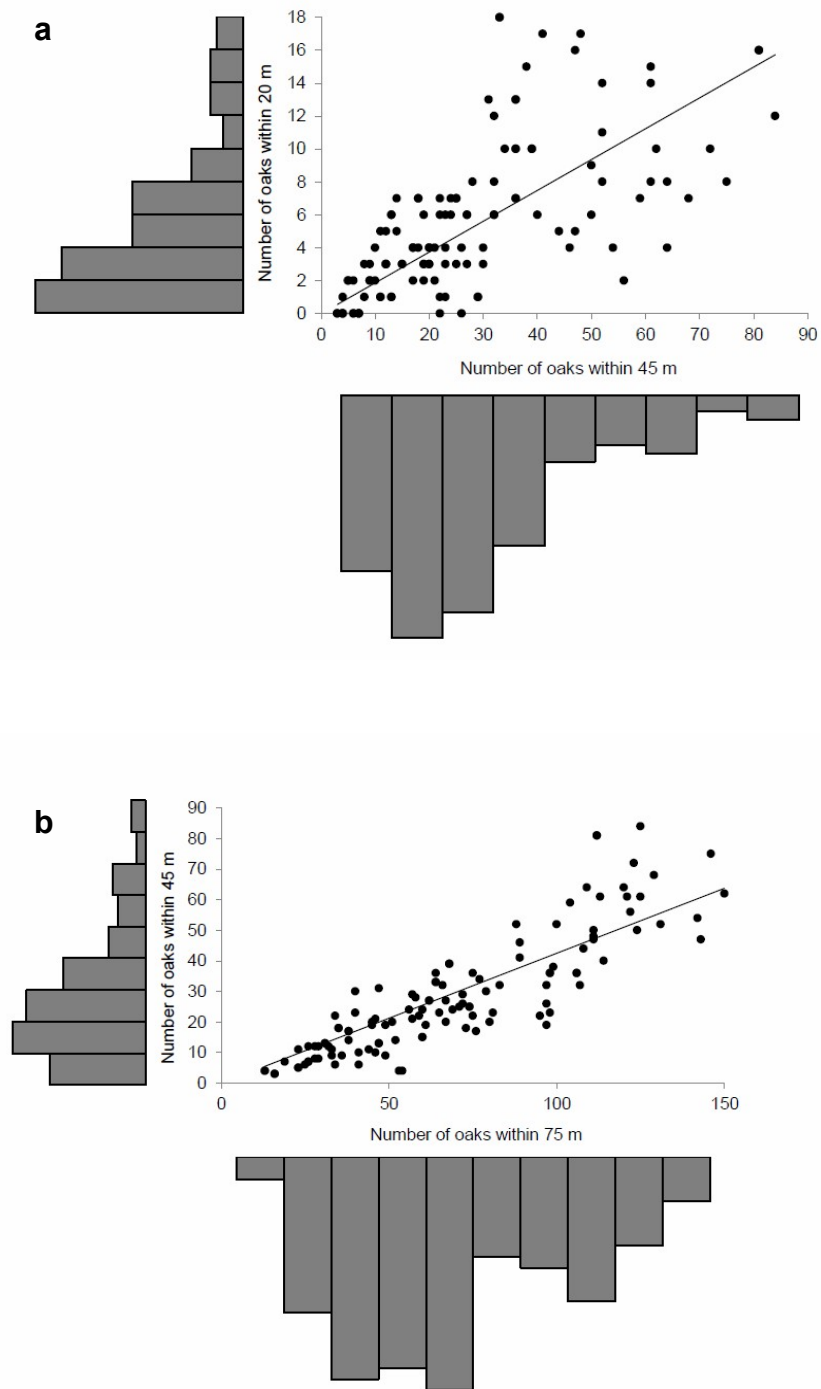 a
Number of oaks within 20 m
18
16
14
12
10
8
6
4
2
0
0 10 20 30 40 50 60 70 80 90
Number of oaks within 45 m
b
Number of oaks within 45 m
90
80
70
60
50
40
30
20
10
0
0 50 100 150
Number of oaks within 75 m